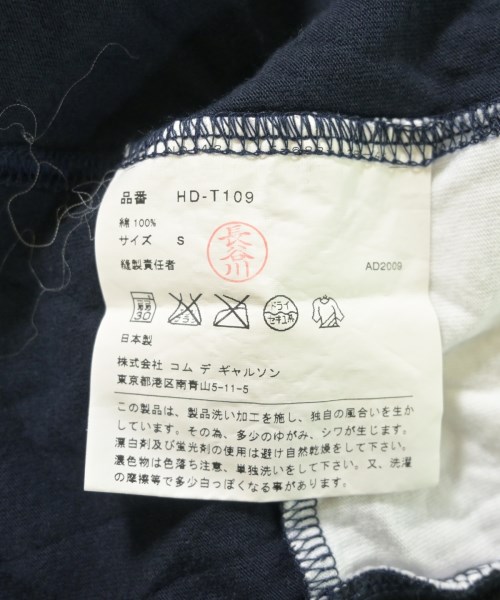 品番 HD-T109
綿 100%
サイズ S
長谷川
縫製責任者
AD2009
弱 30
エンソ
ドライ
セキユ系
日本製
株式会社 コム デ ギャルソン
東京都港区南青山5-11-5
この製品は、製品洗い加工を施し、独自の風合いを生か
しています。その為、多少のゆがみ、シワが生じます。
漂白剤及び蛍光剤の使用は避け自然乾燥をして下さい。
濃色物は色落ち注意、単独洗いをして下さい。又、洗濯
の摩擦等で多少白っぽくなる事があります。